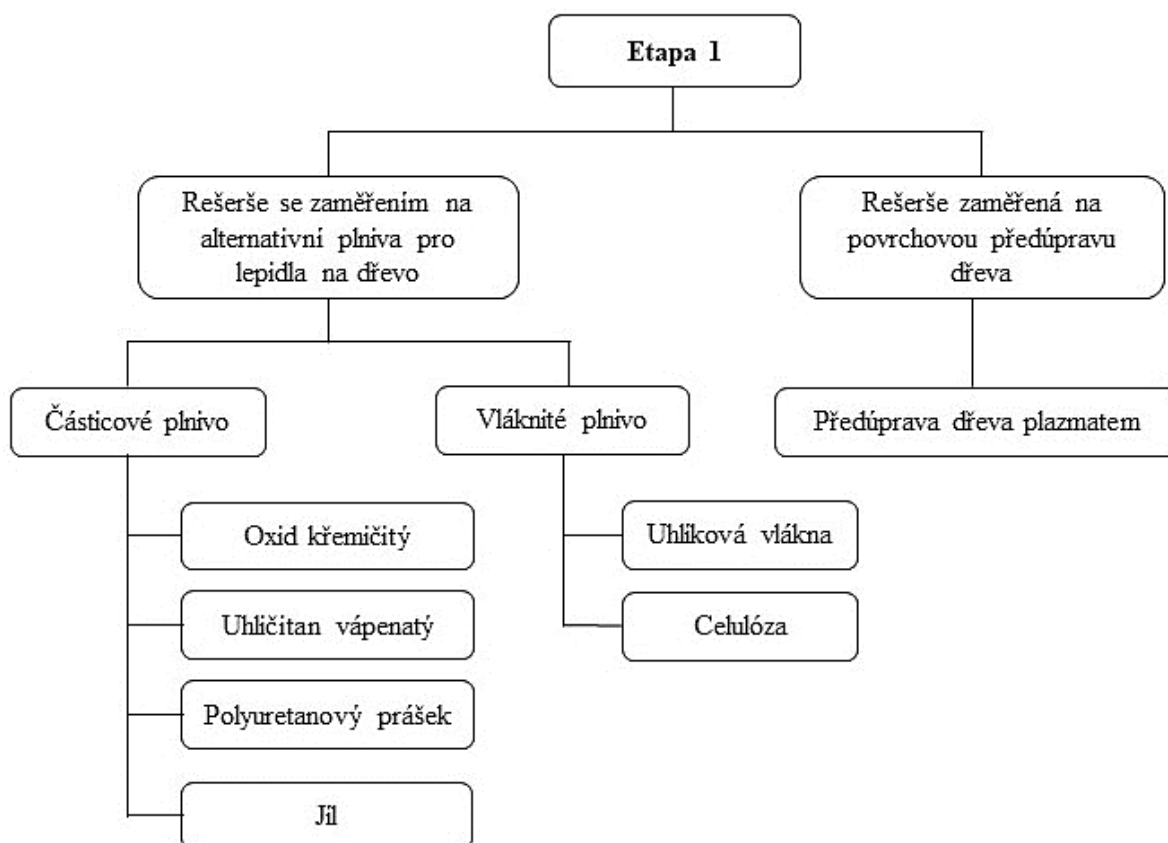 Etapa 1
Rešerše se zaměřením na
alternativní plniva pro
lepidla na dřevo
Rešerše zaměřená na
povrchovou předúpravu
dřeva
Částicové plnivo
Vláknité plnivo
Předúprava dřeva plazmatem
Oxid křemičitý
Uhličitan vápenatý
Polyuretanový prášek
Jíl
Uhlíková vlákna
Celulóza